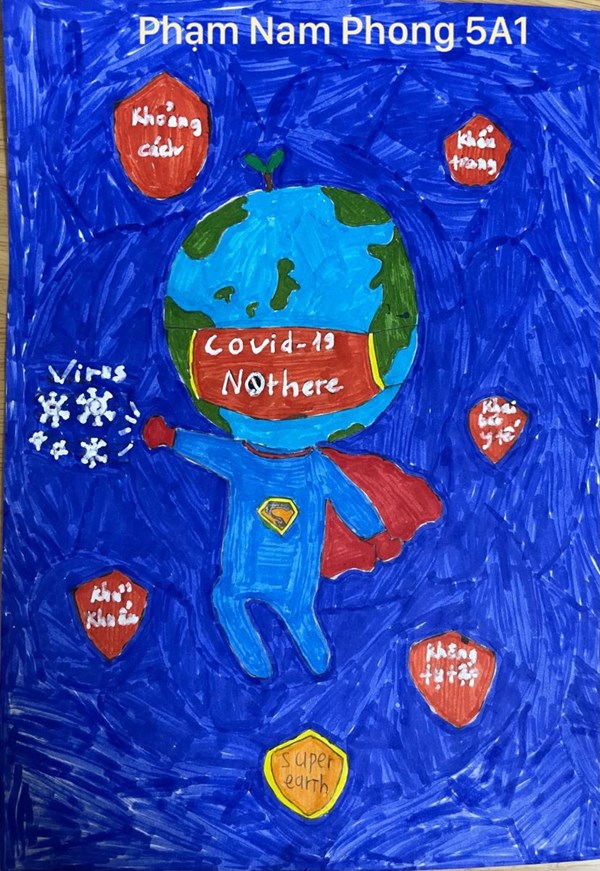 Phạm Nam Phong 5A1
Khoảng
cách
khẩu
trang
Covid-19
Nothere
Virus
Khai
báo
y tế
Khử
Khuẩn
không
tụ tập
super
earth